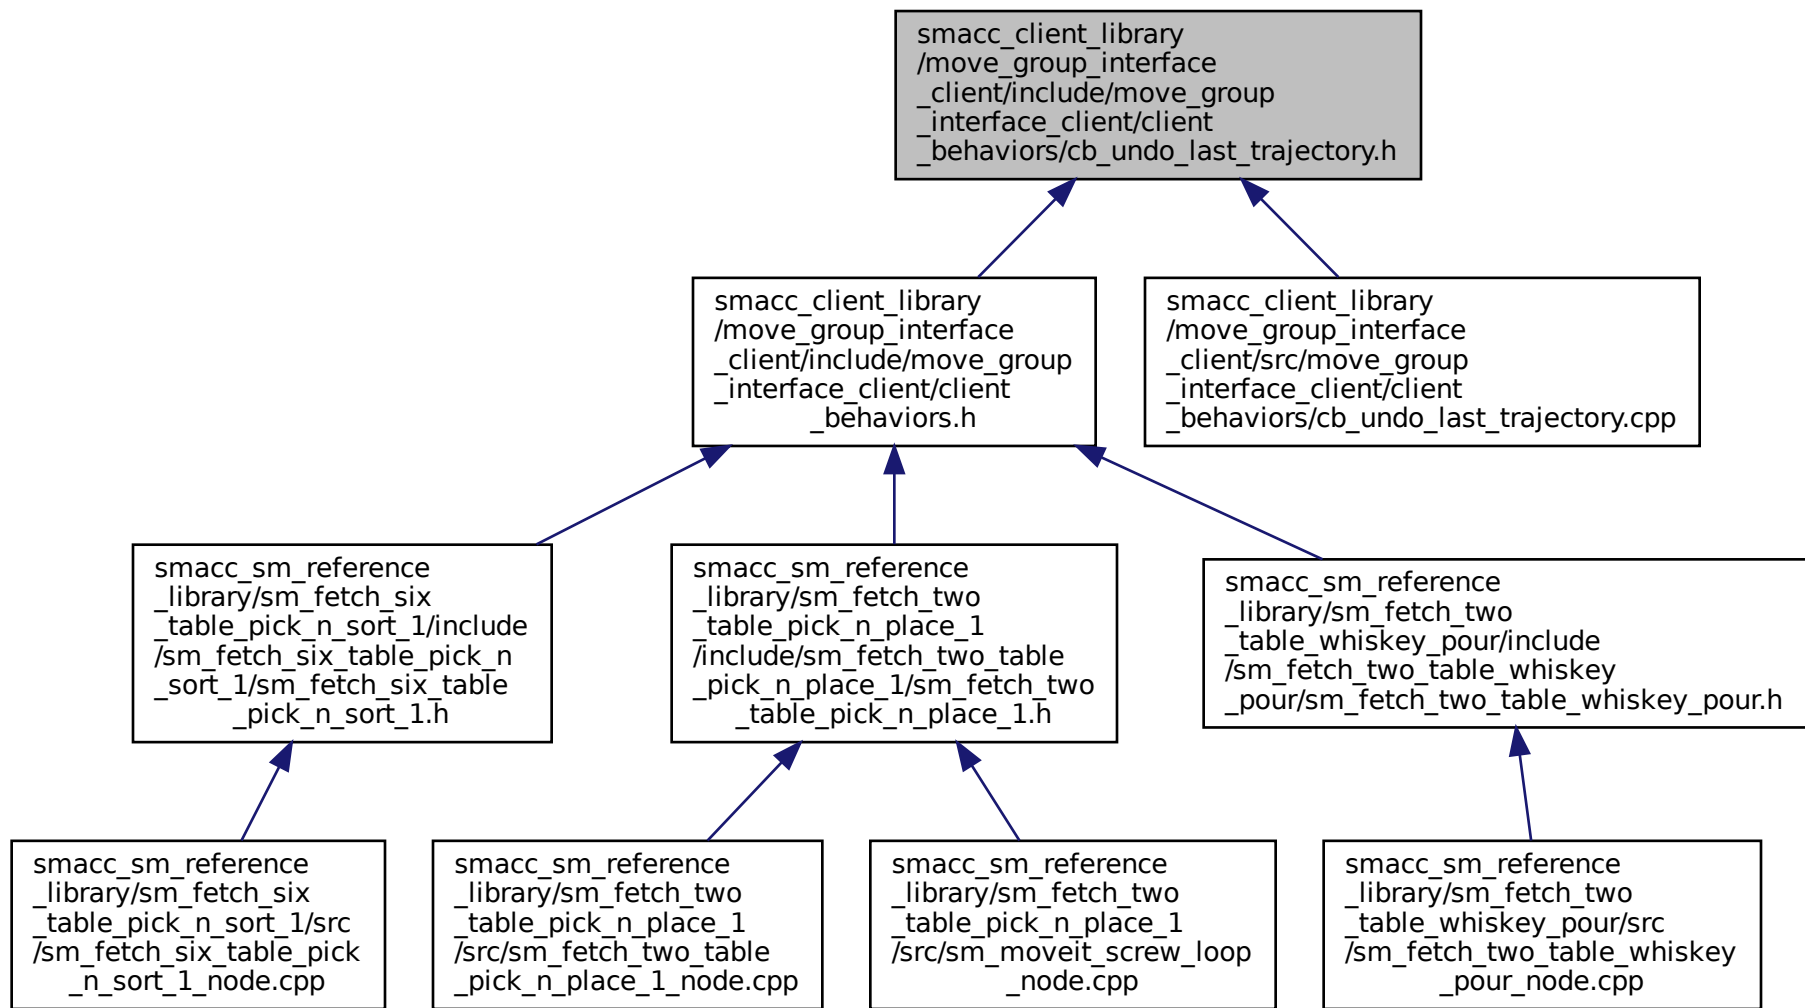 smacc_client_library
/move_group_interface
_client/include/move_group
_interface_client/client
_behaviors/cb_undo_last_trajectory.h
smacc_client_library
/move_group_interface
_client/include/move_group
_interface_client/client
_behaviors.h
smacc_client_library
/move_group_interface
_client/src/move_group
_interface_client/client
_behaviors/cb_undo_last_trajectory.cpp
smacc_sm_reference
_library/sm_fetch_six
_table_pick_n_sort_1/include
/sm_fetch_six_table_pick_n
_sort_1/sm_fetch_six_table
_pick_n_sort_1.h
smacc_sm_reference
_library/sm_fetch_two
_table_pick_n_place_1
/include/sm_fetch_two_table
_pick_n_place_1/sm_fetch_two
_table_pick_n_place_1.h
smacc_sm_reference
_library/sm_fetch_two
_table_whiskey_pour/include
/sm_fetch_two_table_whiskey
_pour/sm_fetch_two_table_whiskey_pour.h
smacc_sm_reference
_library/sm_fetch_six
_table_pick_n_sort_1/src
/sm_fetch_six_table_pick
_n_sort_1_node.cpp
smacc_sm_reference
_library/sm_fetch_two
_table_pick_n_place_1
/src/sm_fetch_two_table
_pick_n_place_1_node.cpp
smacc_sm_reference
_library/sm_fetch_two
_table_pick_n_place_1
/src/sm_moveit_screw_loop
_node.cpp
smacc_sm_reference
_library/sm_fetch_two
_table_whiskey_pour/src
/sm_fetch_two_table_whiskey
_pour_node.cpp